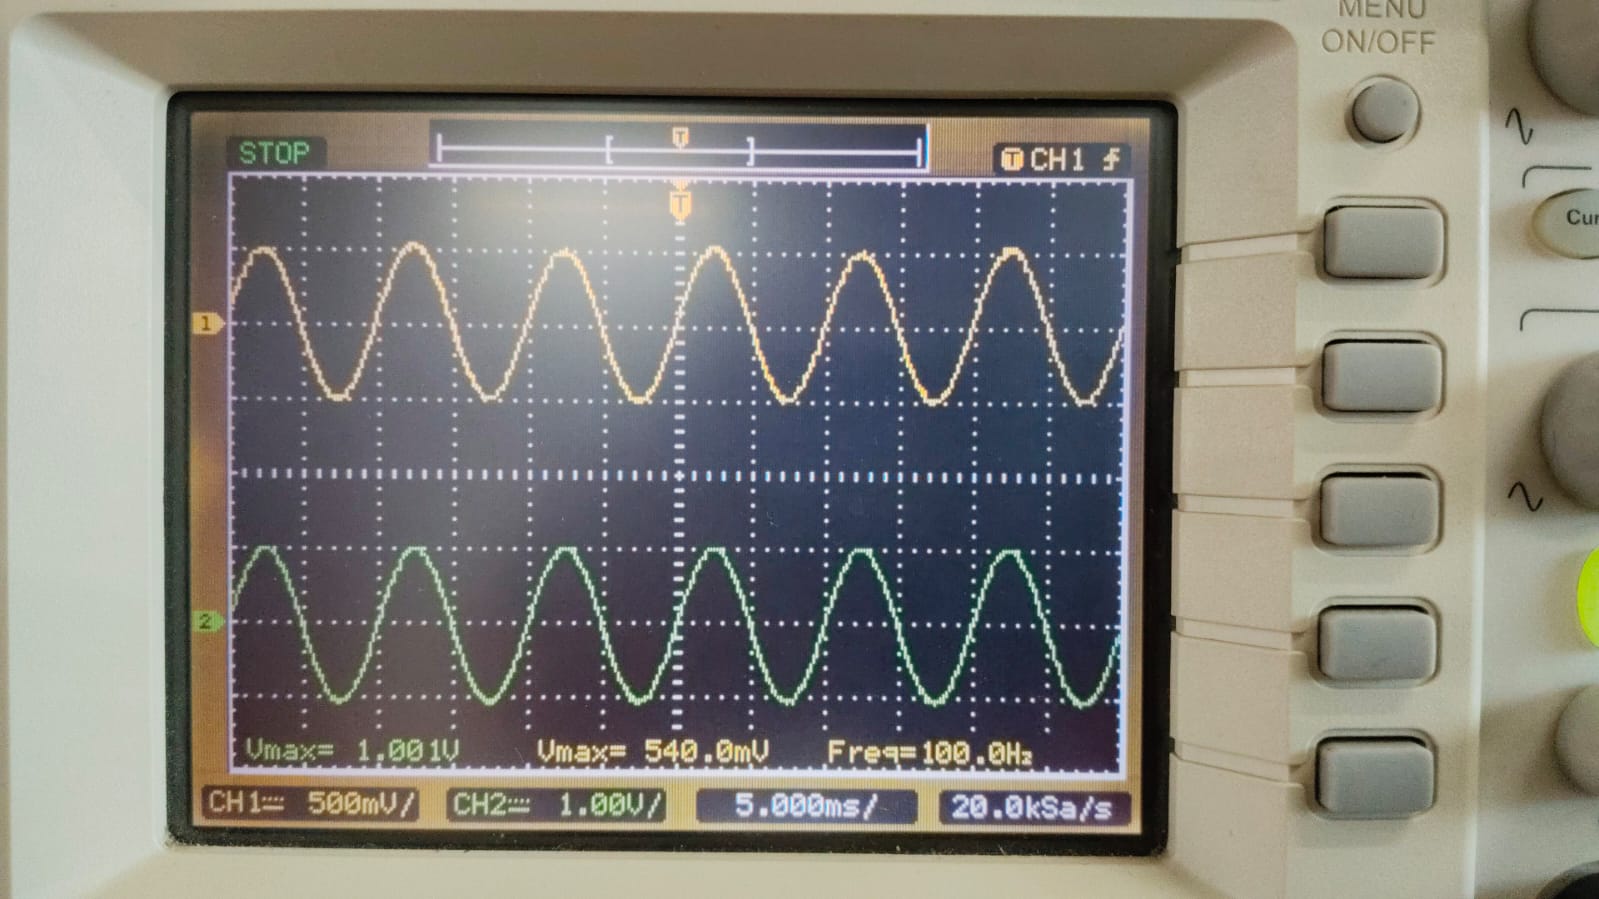 MENU
ON/OFF
STOP
T
T CH1
T
Cur
1
2
Vmax= 1.001V Vmax= 540.0mV Freq=100.0Hz
CH1 500mV/ CH2 1.00V/ 5.000ms/ 20.0kSa/s